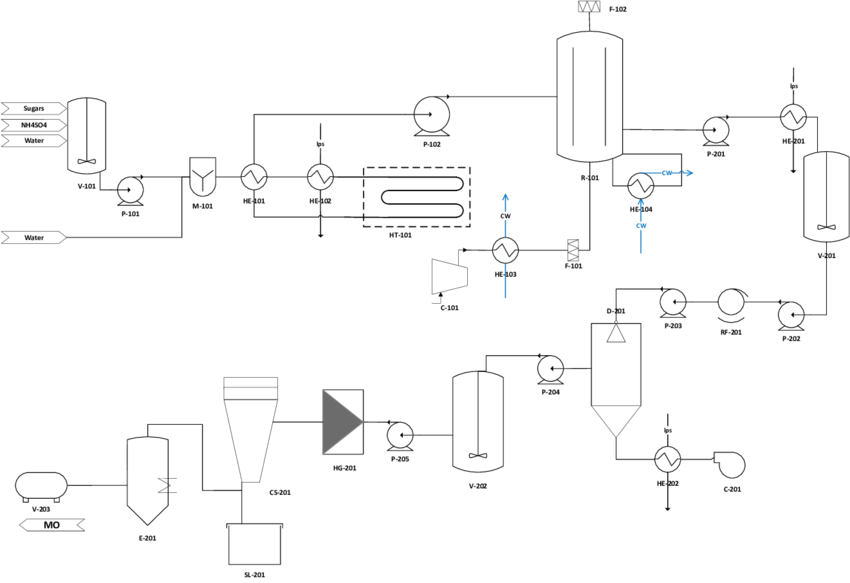 F-102
Sugars
NH4SO4
Water
V-101
P-101
M-101
HE-101
lps
HE-102
HT-101
P-102
R-101
CW
HE-104
CW
P-201
lps
HE-201
V-201
Water
CW
HE-103
F-101
C-101
D-201
P-203
RF-201
P-202
P-204
V-202
P-205
HG-201
CS-201
lps
HE-202
C-201
V-203
MO
E-201
SL-201